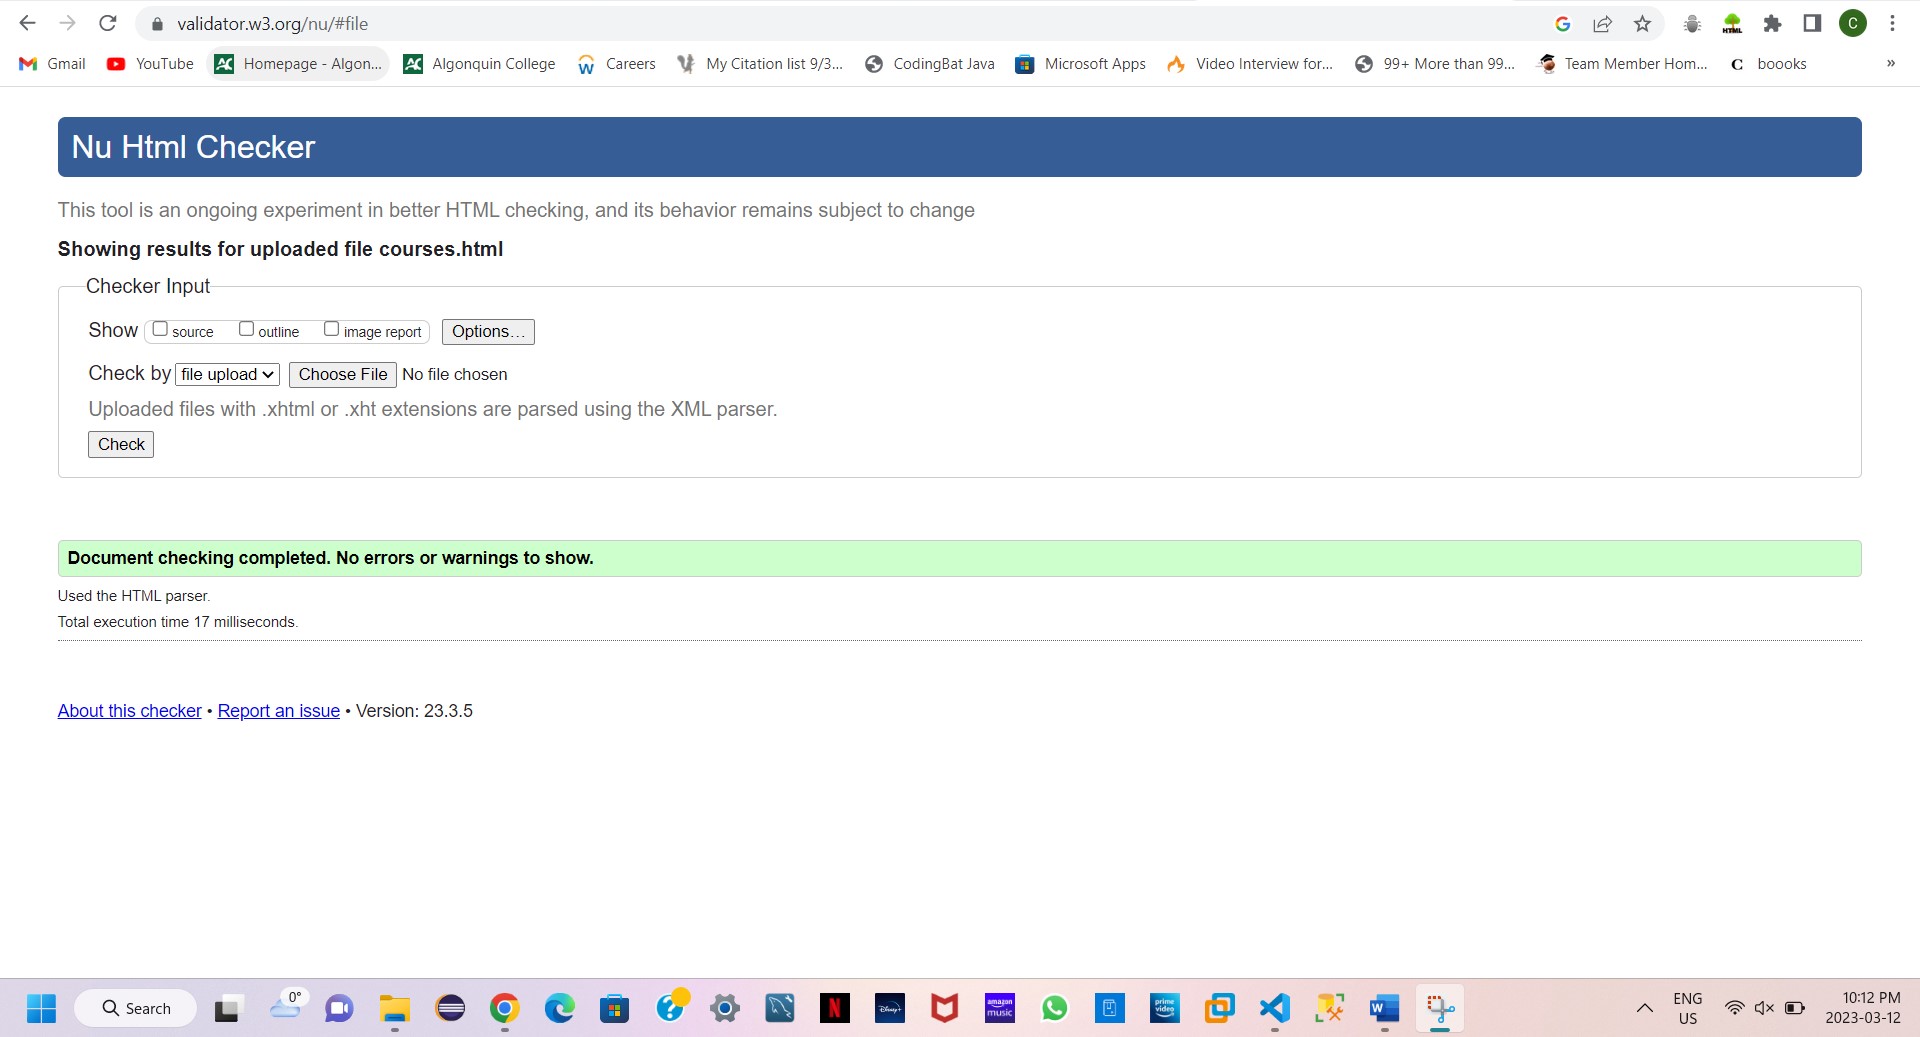 validator.w3.org/nu/#file
C
Gmail YouTube Homepage - Algon... Algonquin College Careers My Citation list 9/3... CodingBat Java Microsoft Apps Video Interview for... 99+ More than 99... Team Member Hom... C boooks »
Nu Html Checker
This tool is an ongoing experiment in better HTML checking, and its behavior remains subject to change
Showing results for uploaded file courses.html
Checker Input
Show source outline image report Options...
Check by file upload Choose File No file chosen
Uploaded files with .xhtml or .xht extensions are parsed using the XML parser.
Check
Document checking completed. No errors or warnings to show.
Used the HTML parser.
Total execution time 17 milliseconds.
About this checker • Report an issue • Version: 23.3.5
Search
0°
Disney+
amazon music
prime video
ENG
US
10:12 PM
2023-03-12